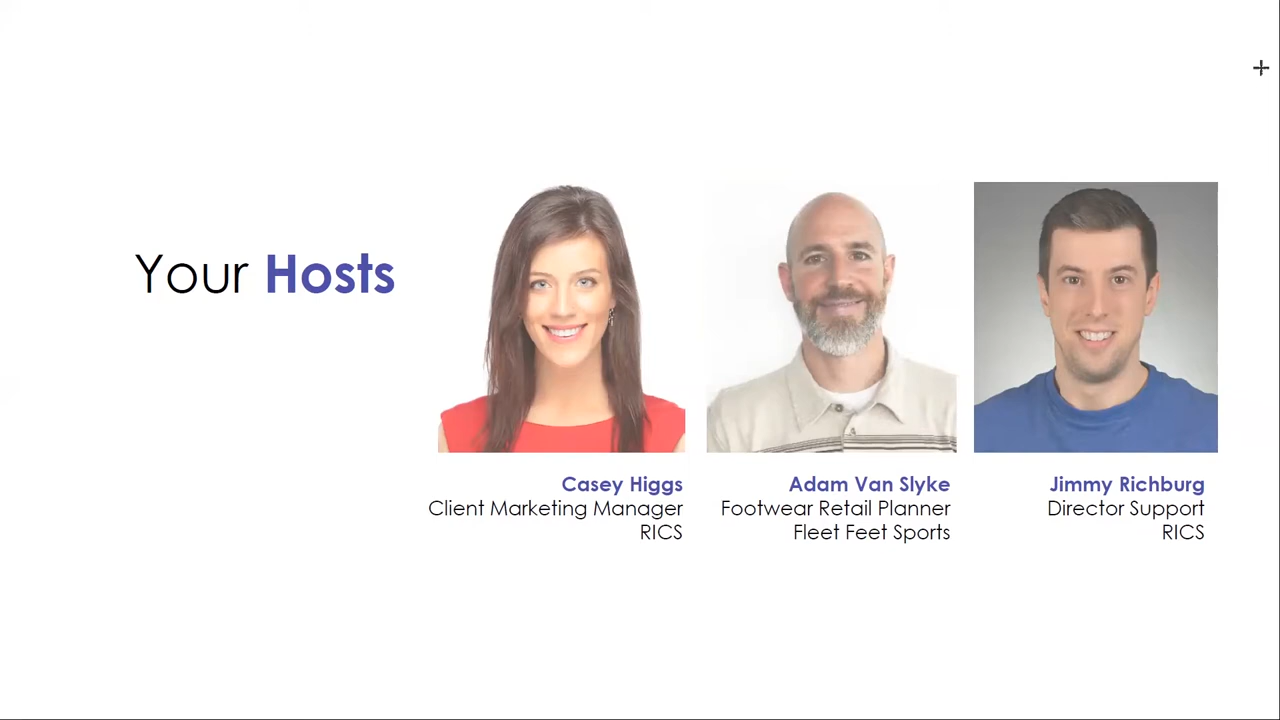 Your Hosts
Casey Higgs
Client Marketing Manager
RICS
Adam Van Slyke
Footwear Retail Planner
Fleet Feet Sports
Jimmy Richburg
Director Support
RICS